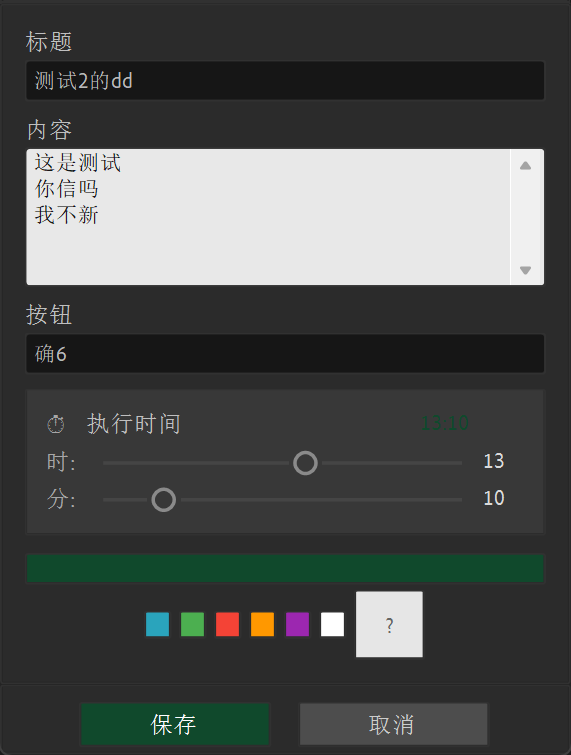 标题
测试2的dd
内容
这是测试
你信吗
我不新
按钮
确6
执行时间 13:10
时: 13
分: 10
?
保存 取消